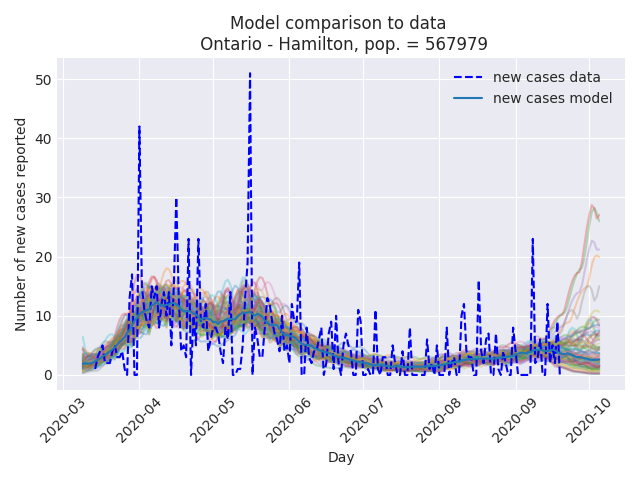 Model comparison to data
Ontario - Hamilton, pop. = 567979
new cases data
new cases model
Number of new cases reported
50
40
30
20
10
0
2020-03
2020-04
2020-05
2020-06
2020-07
2020-08
2020-09
2020-10
Day